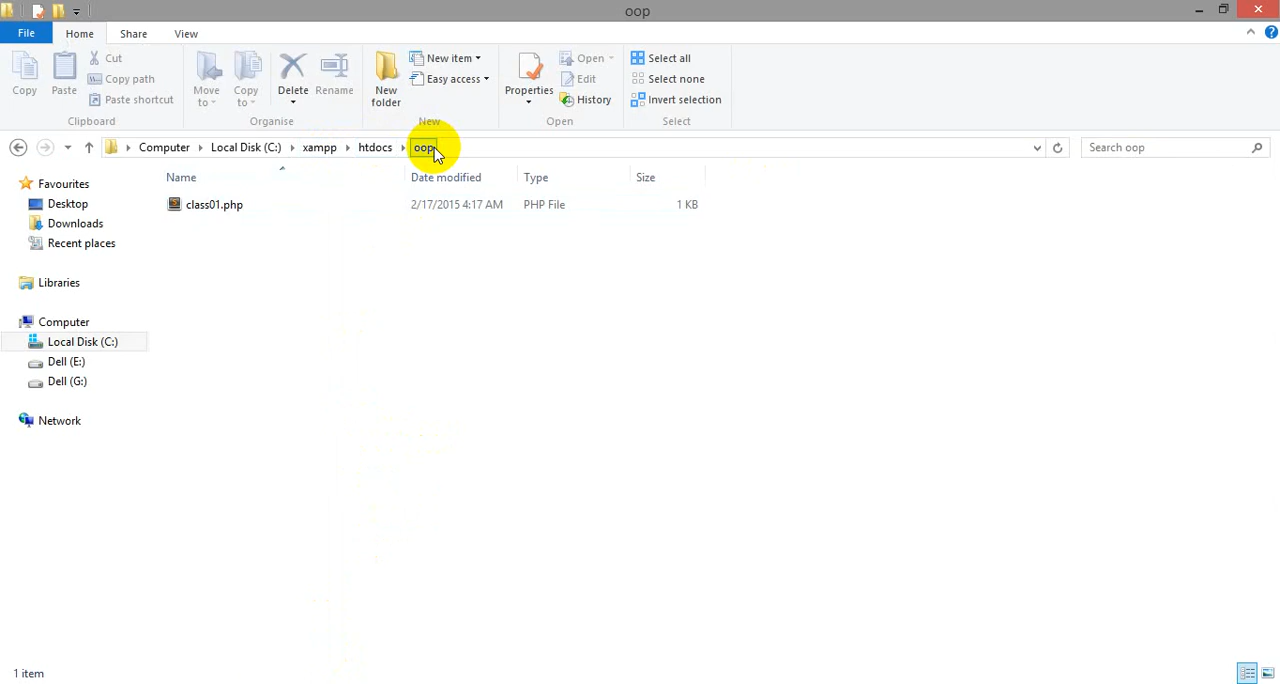 oop
File Home Share View
Copy Paste Cut Copy path Paste shortcut Move to Copy to Delete Rename New folder New item Easy access Properties Open Edit History Select all Select none Invert selection
Clipboard Organise New Open Select
Computer Local Disk (C:) xampp htdocs oop Search oop
Name Date modified Type Size
class01.php 2/17/2015 4:17 AM PHP File 1 KB
Favourites
Desktop
Downloads
Recent places
Libraries
Computer
Local Disk (C:)
Dell (E:)
Dell (G:)
Network
1 item